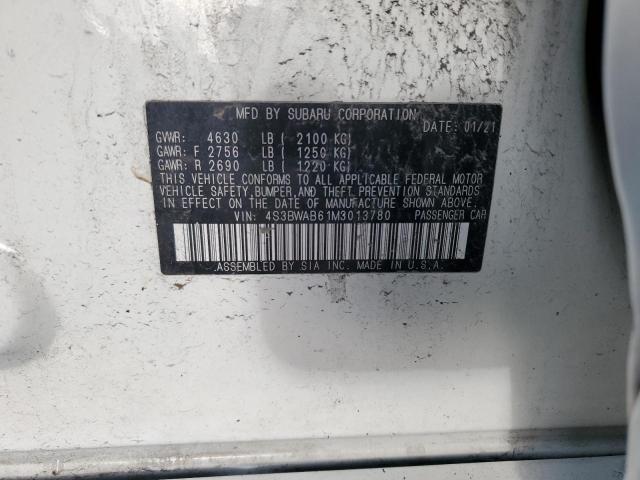 MFD BY SUBARU CORPORATION
DATE: 01/21
GVWR: 4630 LB ( 2100 KG)
GAWR: F 2756 LB ( 1250 KG)
GAWR: R 2690 LB ( 1220 KG)
THIS VEHICLE CONFORMS TO ALL APPLICABLE FEDERAL MOTOR
VEHICLE SAFETY, BUMPER, AND THEFT PREVENTION STANDARDS
IN EFFECT ON THE DATE OF MANUFACTURE SHOWN ABOVE.
VIN: 4S3BWAB61M3013780 PASSENGER CAR
ASSEMBLED BY SIA INC. MADE IN U.S.A.